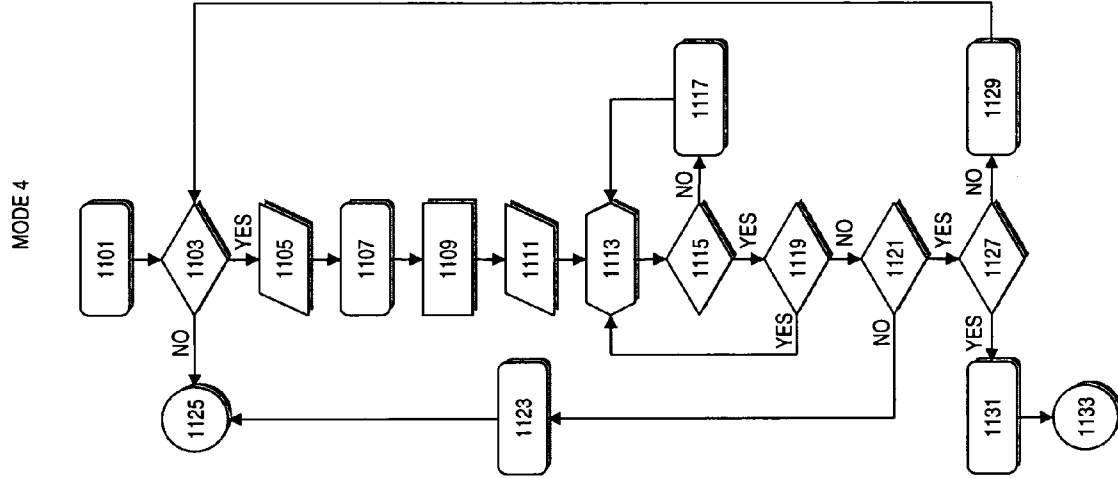 MODE 4
1101
1103
YES
NO
1105
1107
1109
1111
1113
1115
NO
1117
YES
1119
YES
NO
1121
NO
YES
1123
1125
1127
YES
NO
1129
1131
1133